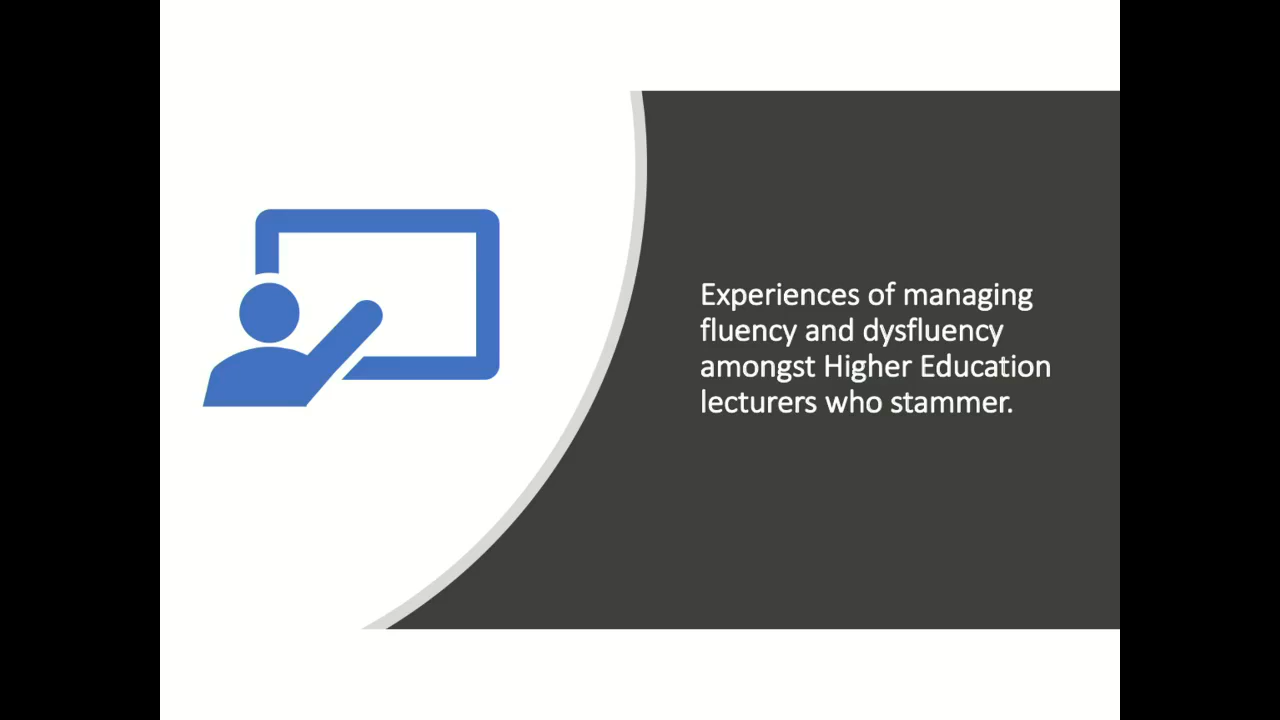 Experiences of managing
fluency and dysfluency
amongst Higher Education
lecturers who stammer.